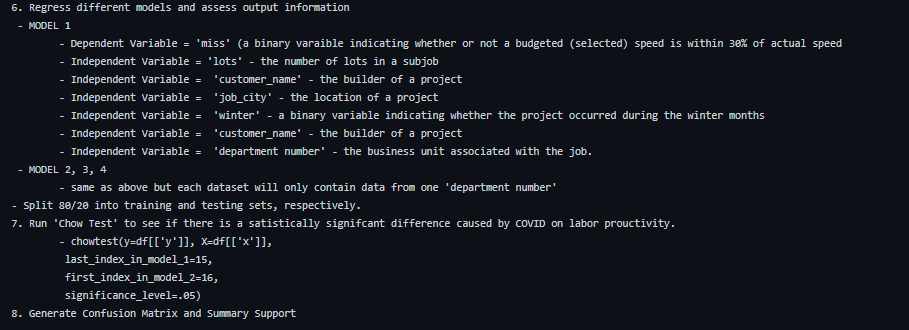 6. Regress different models and assess output information
- MODEL 1
- Dependent Variable = 'miss' (a binary varaible indicating whether or not a budgeted (selected) speed is within 30% of actual speed
- Independent Variable = 'lots' - the number of lots in a subjob
- Independent Variable =  'customer_name' - the builder of a project
- Independent Variable =  'job_city' - the location of a project
- Independent Variable =  'winter' - a binary variable indicating whether the project occurred during the winter months
- Independent Variable =  'customer_name' - the builder of a project
- Independent Variable =  'department number' - the business unit associated with the job.
- MODEL 2, 3, 4
- same as above but each dataset will only contain data from one 'department number'
- Split 80/20 into training and testing sets, respectively.
7. Run 'Chow Test' to see if there is a satistically signifcant difference caused by COVID on labor prouctivity.
- chowtest(y=df[['y']], X=df[['x']],
last_index_in_model_1=15,
first_index_in_model_2=16,
significance_level=.05)
8. Generate Confusion Matrix and Summary Support